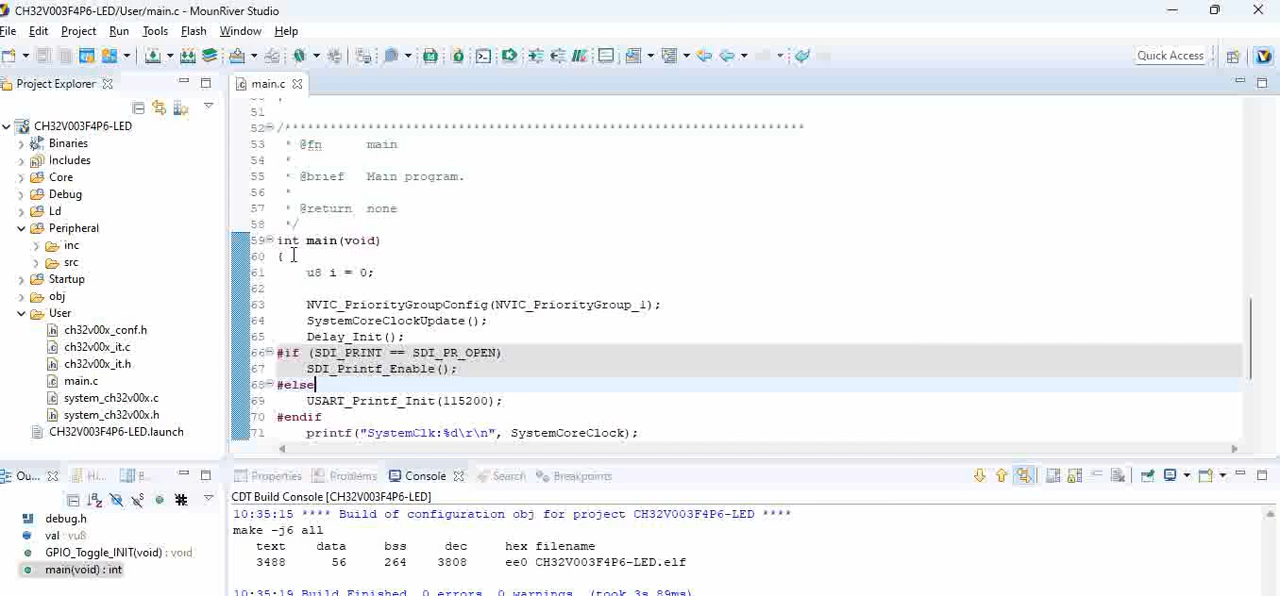 CH32V003F4P6-LED/User/main.c - MounRiver Studio
File Edit Project Run Tools Flash Window Help
Quick Access
Project Explorer
main.c
CH32V003F4P6-LED
Binaries
Includes
Core
Debug
Ld
Peripheral
inc
src
Startup
obj
User
ch32v00x_conf.h
ch32v00x_it.c
ch32v00x_it.h
main.c
system_ch32v00x.c
system_ch32v00x.h
CH32V003F4P6-LED.launch
51
52 /*********************************************************************
53 * @fn main
54 *
55 * @brief Main program.
56 *
57 * @return none
58 */
59 int main(void)
60 {
61 u8 i = 0;
62
63 NVIC_PriorityGroupConfig(NVIC_PriorityGroup_1);
64 SystemCoreClockUpdate();
65 Delay_Init();
66 #if (SDI_PRINT == SDI_PR_OPEN)
67 SDI_Printf_Enable();
68 #else
69 USART_Printf_Init(115200);
70 #endif
71 printf("SystemClk:%d\r\n", SystemCoreClock);
Ou... Hi... B...
debug.h
val : vu8
GPIO_Toggle_INIT(void) : void
main(void) : int
Properties Problems Console Search Breakpoints
CDT Build Console [CH32V003F4P6-LED]
10:35:15 **** Build of configuration obj for project CH32V003F4P6-LED ****
make -j6 all
text data bss dec hex filename
3488 56 264 3808 ee0 CH32V003F4P6-LED.elf
10:35:19 Build Finished. 0 errors, 0 warnings. (took 3s.89ms)